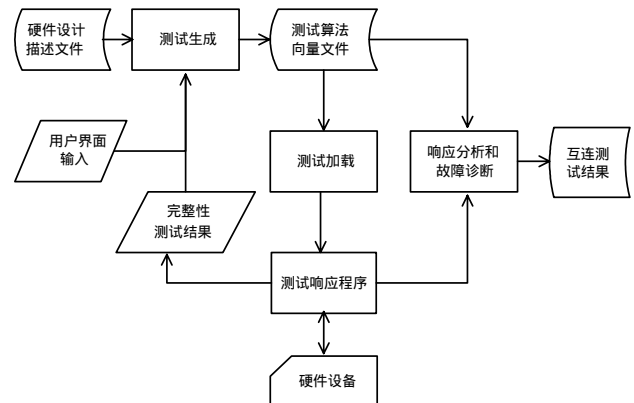 硬件设计
描述文件
测试生成
测试算法
向量文件
用户界面
输入
测试加载
响应分析和
故障诊断
互连测
试结果
完整性
测试结果
测试响应程序
硬件设备